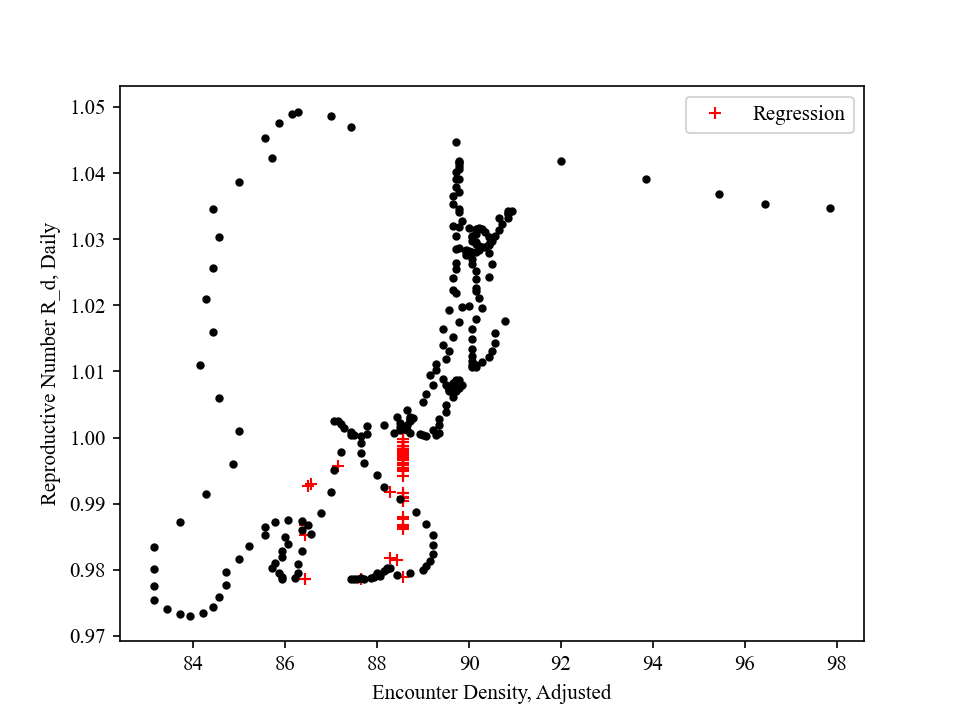 Regression
1.05
1.04
1.03
1.02
1.01
1.00
0.99
0.98
0.97
Reproductive Number R_d, Daily
84 86 88 90 92 94 96 98
Encounter Density, Adjusted